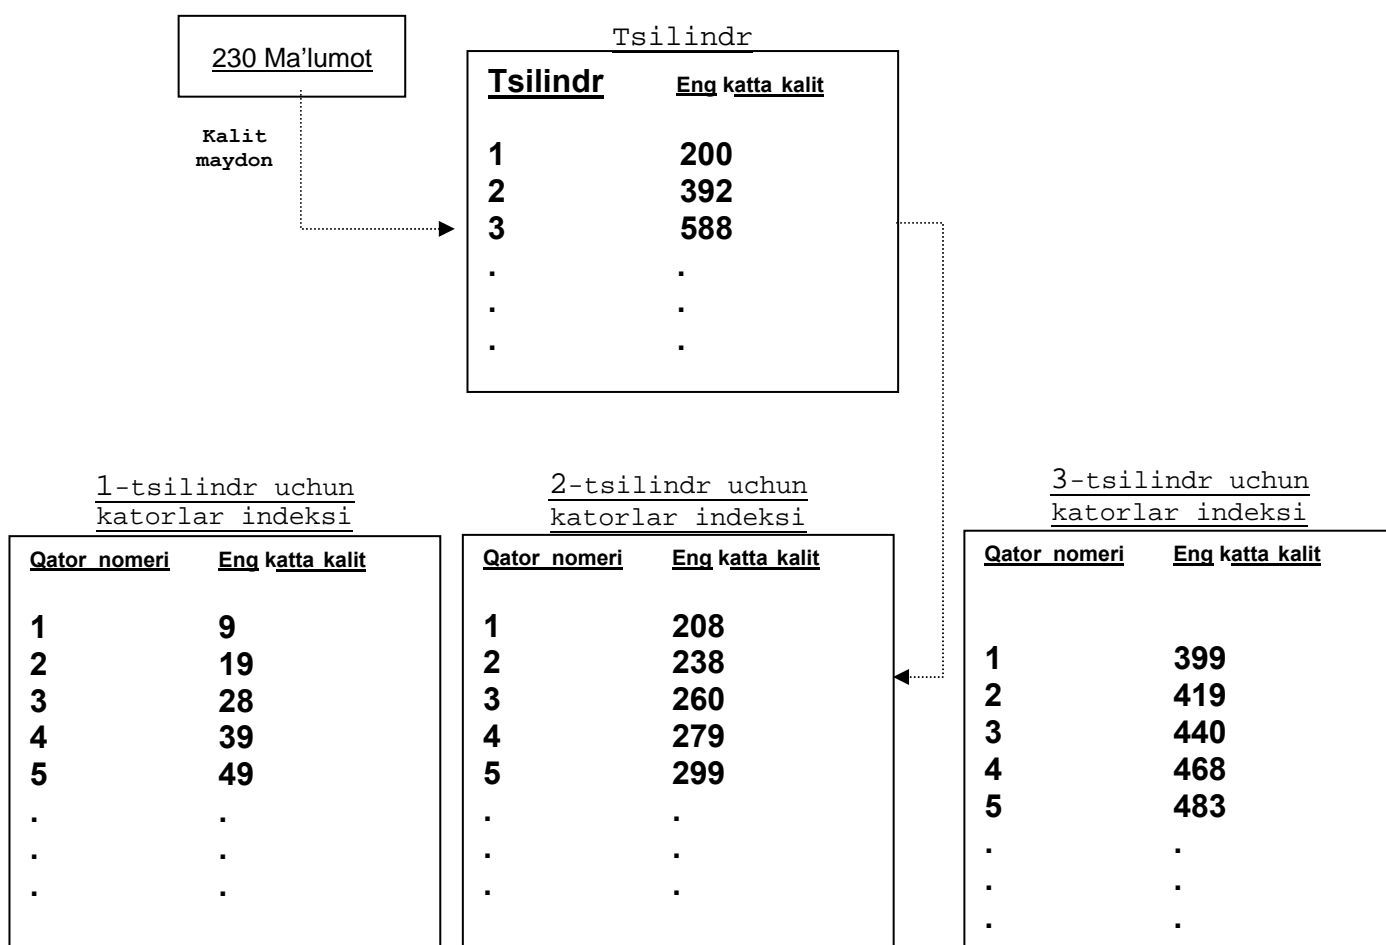 230 Ma'lumot
Kalit
maydon
Tsilindr
Tsilindr Eng katta kalit
1 200
2 392
3 588
. .
. .
. .
1-tsilindr uchun
katorlar indeksi
Qator nomeri Eng katta kalit
1 9
2 19
3 28
4 39
5 49
. .
. .
. .
2-tsilindr uchun
katorlar indeksi
Qator nomeri Eng katta kalit
1 208
2 238
3 260
4 279
5 299
. .
. .
. .
3-tsilindr uchun
katorlar indeksi
Qator nomeri Eng katta kalit
1 399
2 419
3 440
4 468
5 483
. .
. .
. .